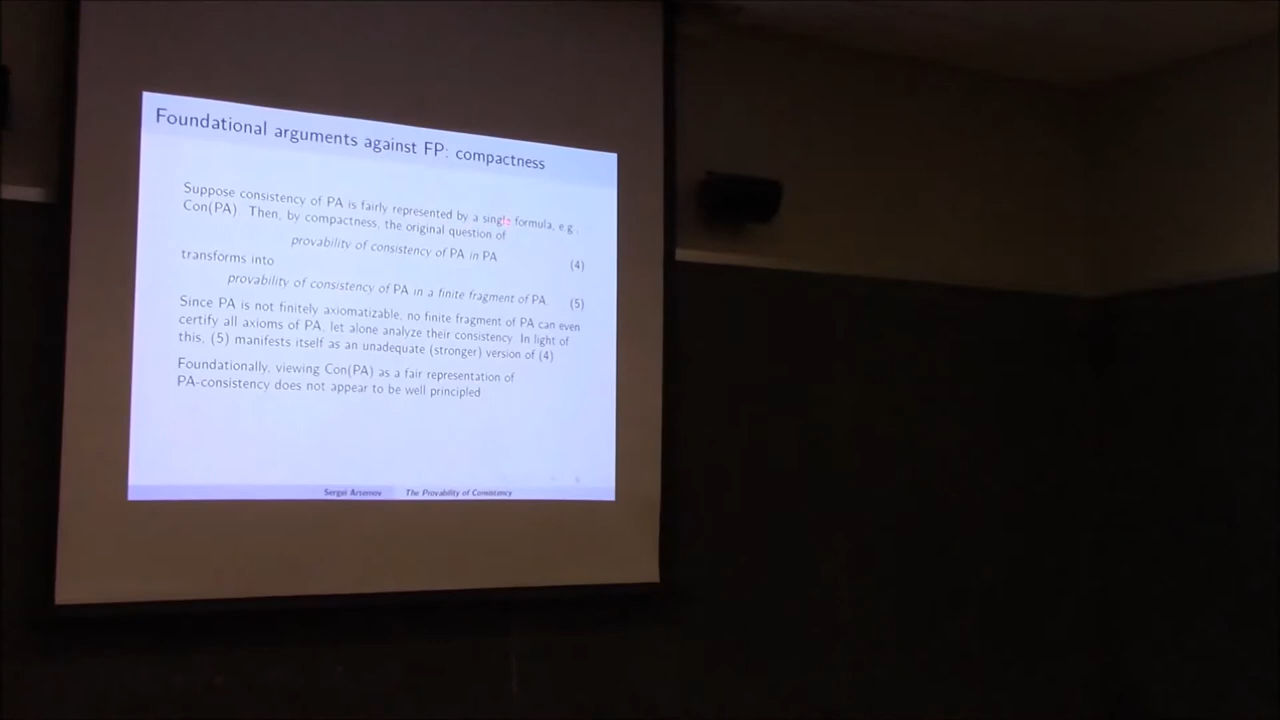 Foundational arguments against FP: compactness
Suppose consistency of PA is fairly represented by a single formula, e.g.,
Con(PA). Then, by compactness, the original question of
provability of consistency of PA in PA (4)
transforms into
provability of consistency of PA in a finite fragment of PA. (5)
Since PA is not finitely axiomatizable, no finite fragment of PA can even
certify all axioms of PA, let alone analyze their consistency. In light of
this, (5) manifests itself as an unadequate (stronger) version of (4)
Foundationally, viewing Con(PA) as a fair representation of
PA-consistency does not appear to be well principled
Sergei Artemov The Provability of Consistency